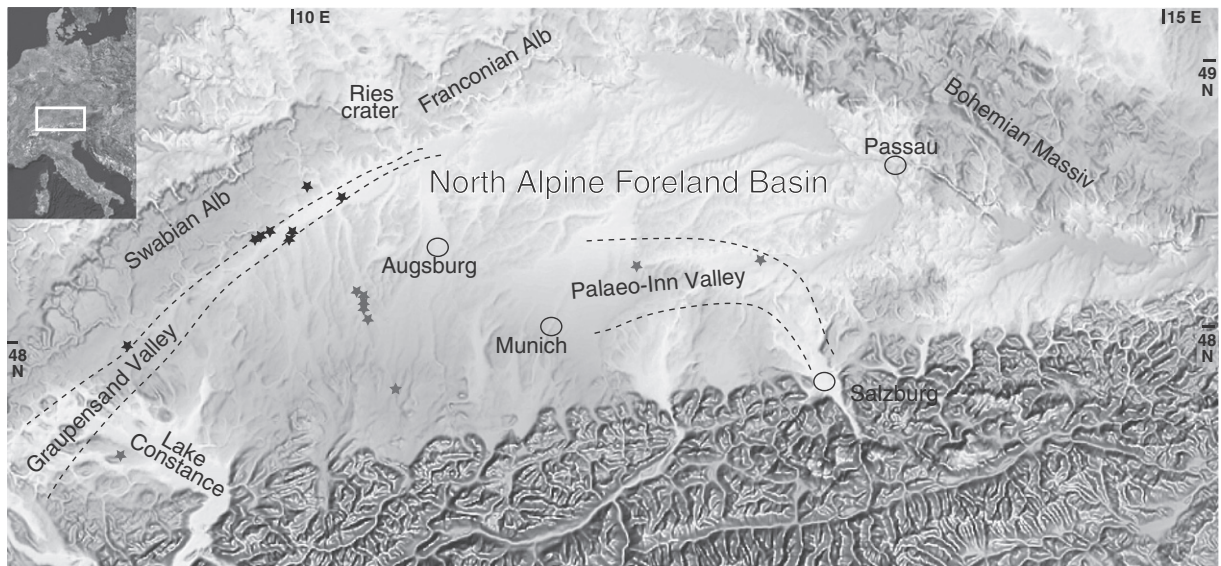 10 E
15 E
49
N
Ries
crater
Franconian Alb
Bohemian Massiv
Passau
North Alpine Foreland Basin
Swabian Alb
Augsburg
Palaeo-Inn Valley
Munich
48
N
48
N
Graupensand Valley
Salzburg
Lake
Constance